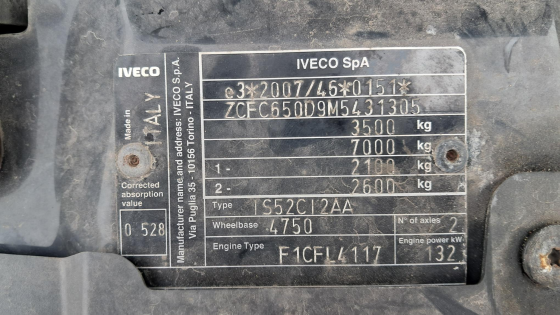 IVECO
Made in
ITALY
Corrected
absorption
value
0 528
Manufacturer name and address: IVECO S.p.A.
Via Puglia 35 - 10156 Torino - ITALY
IVECO SpA
e3*2007/46*0151*
ZCFC650D9M5431305
3500 kg
7000 kg
1 - 2100 kg
2 - 2600 kg
Type IS52CI2AA
Wheelbase 4750 N° of axles 2
Engine Type F1CFL4117 Engine power kW 132